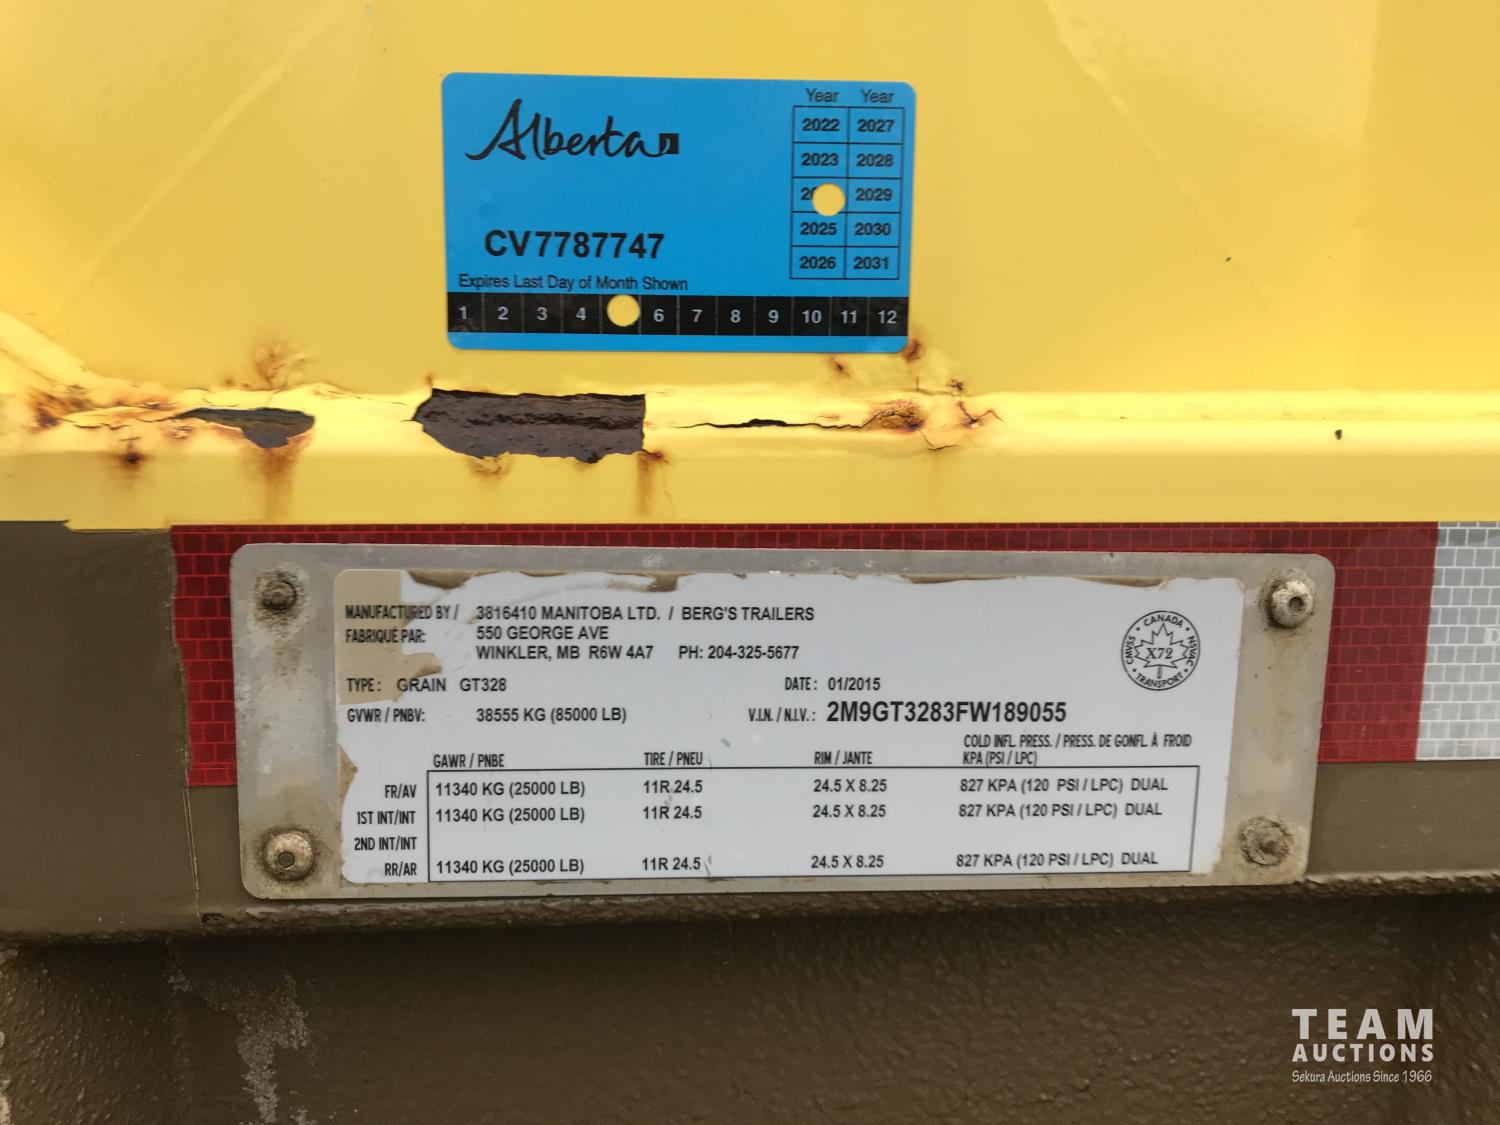 Alberta
Year Year
2022 2027
2023 2028
2029
2025 2030
2026 2031
CV7787747
Expires Last Day of Month Shown
1 2 3 4 6 7 8 9 10 11 12
MANUFACTURED BY / 3816410 MANITOBA LTD. / BERG'S TRAILERS
FABRIQUÉ PAR: 550 GEORGE AVE
WINKLER, MB R6W 4A7 PH: 204-325-5677
TYPE: GRAIN GT328 DATE: 01/2015
GVWR / PNBV: 38555 KG (85000 LB) V.I.N. / N.I.V.: 2M9GT3283FW189055
CANADA
CMVSS X72 NSVAC
TRANSPORT
GAWR / PNBE TIRE / PNEU RIM / JANTE COLD INFL. PRESS. / PRESS. DE GONFL. À FROID
KPA (PSI / LPC)
FR/AV 11340 KG (25000 LB) 11R 24.5 24.5 X 8.25 827 KPA (120 PSI / LPC) DUAL
1ST INT/INT 11340 KG (25000 LB) 11R 24.5 24.5 X 8.25 827 KPA (120 PSI / LPC) DUAL
2ND INT/INT
RR/AR 11340 KG (25000 LB) 11R 24.5 24.5 X 8.25 827 KPA (120 PSI / LPC) DUAL
TEAM
AUCTIONS
Sekura Auctions Since 1966